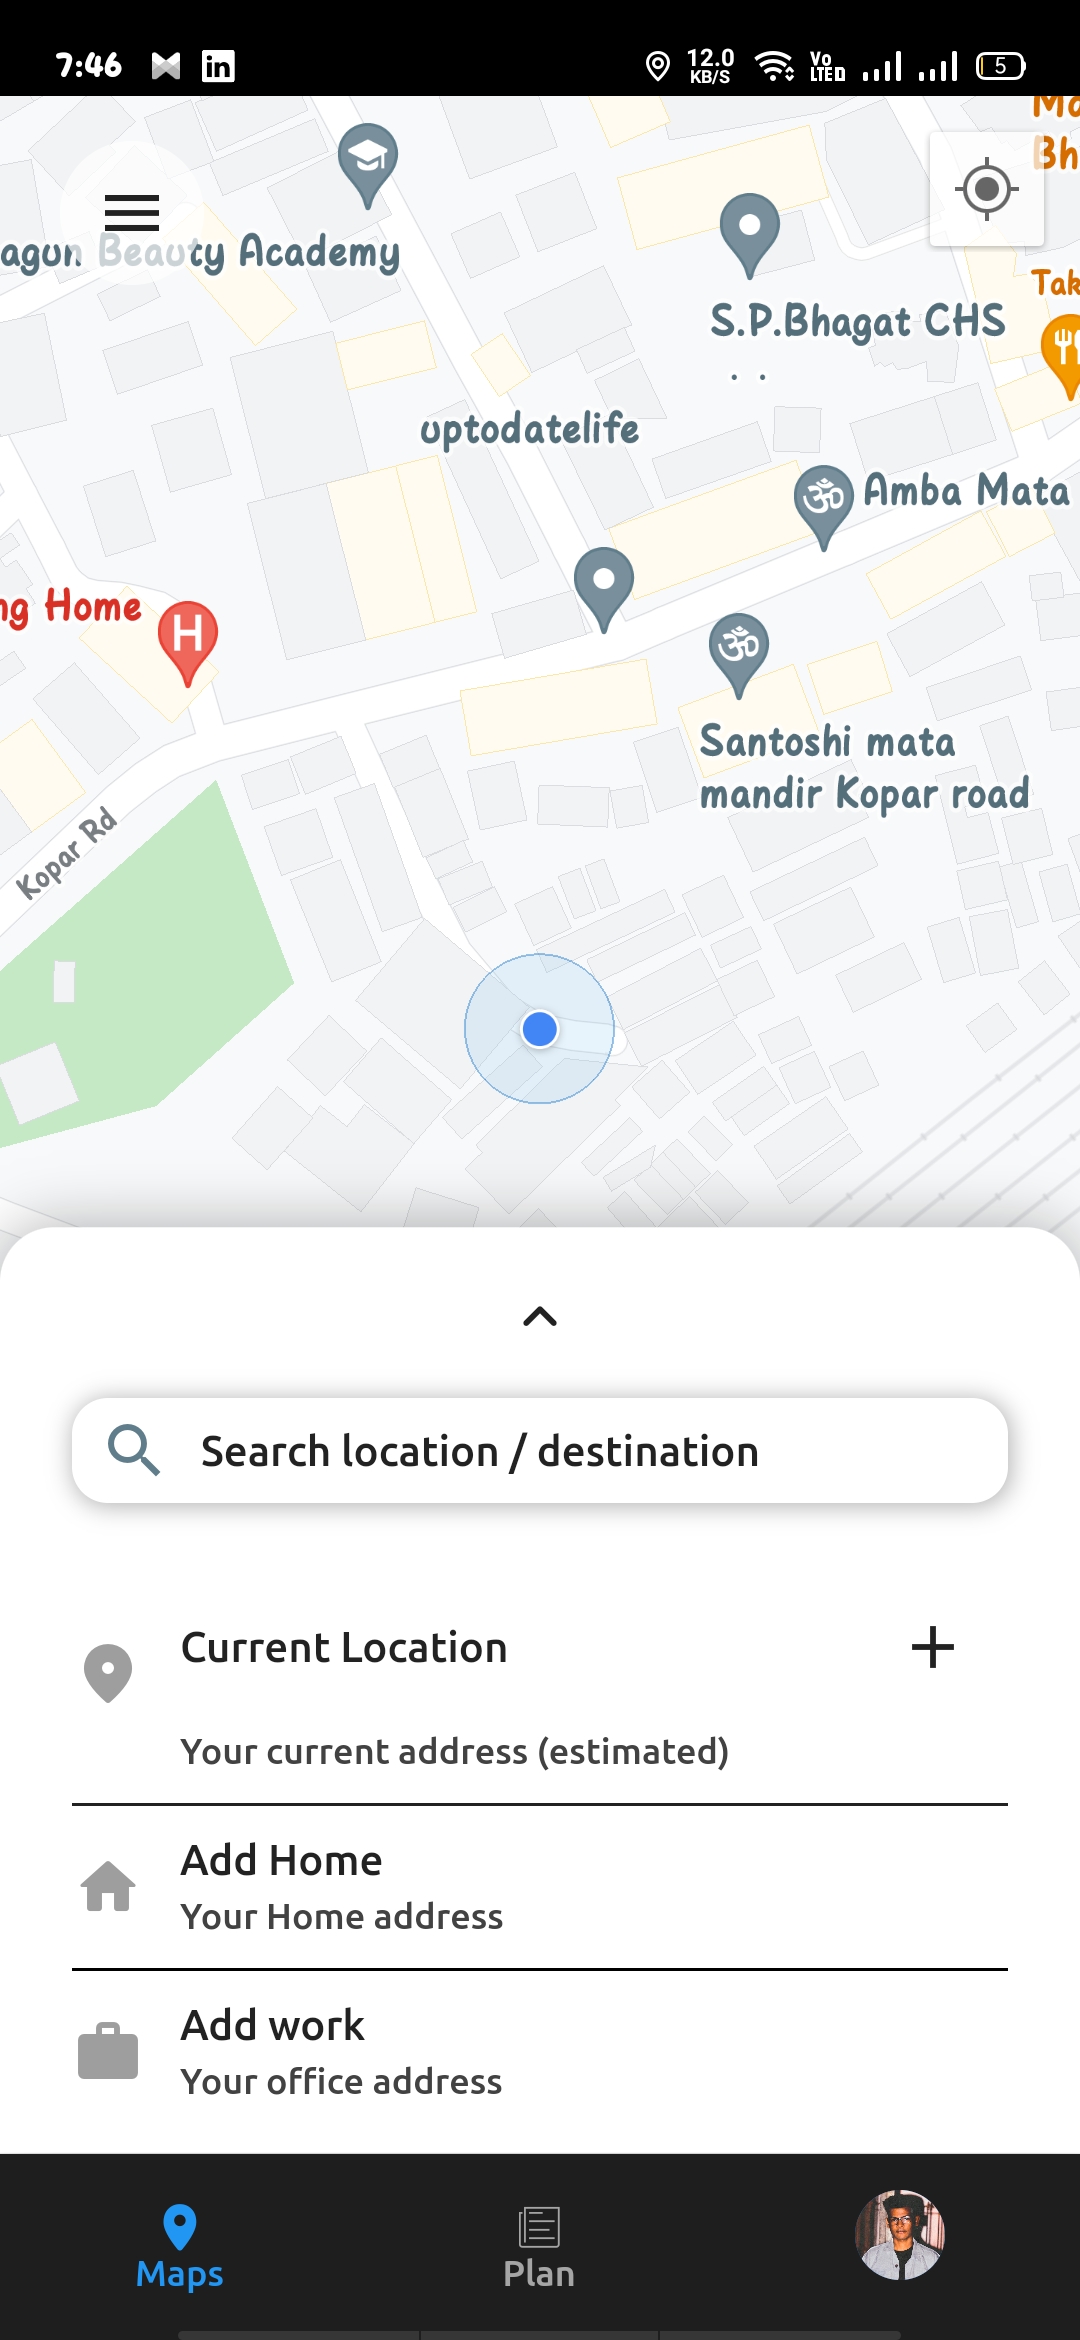 7:46
in
12.0
KB/S
Vo
LTE
5
Bh
agun Beauty Academy
Tak
S.P.Bhagat CHS
uptodatelife
Amba Mata
ng Home
H
Santoshi mata
mandir Kopar road
Kopar Rd
Search location / destination
Current Location
Your current address (estimated)
Add Home
Your Home address
Add work
Your office address
Maps
Plan